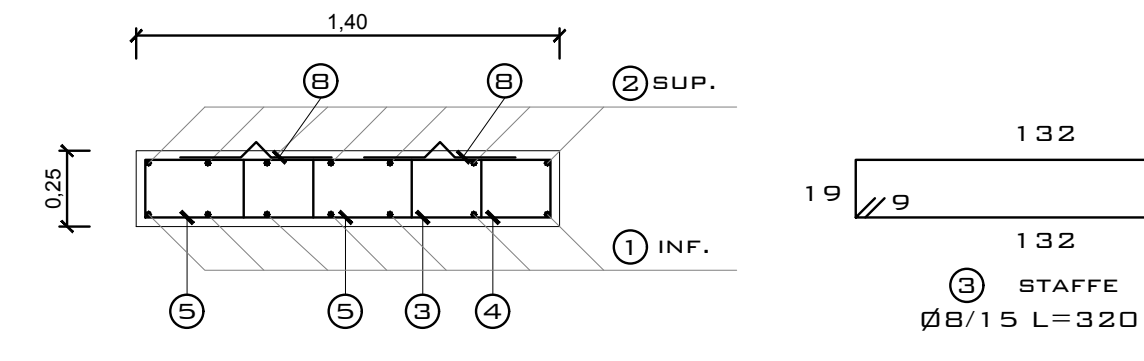 1,40
8 8
2 SUP.
0,25
132
19 9
132
1 INF.
3 STAFFE
Ø8/15 L=320
5 5 3 4